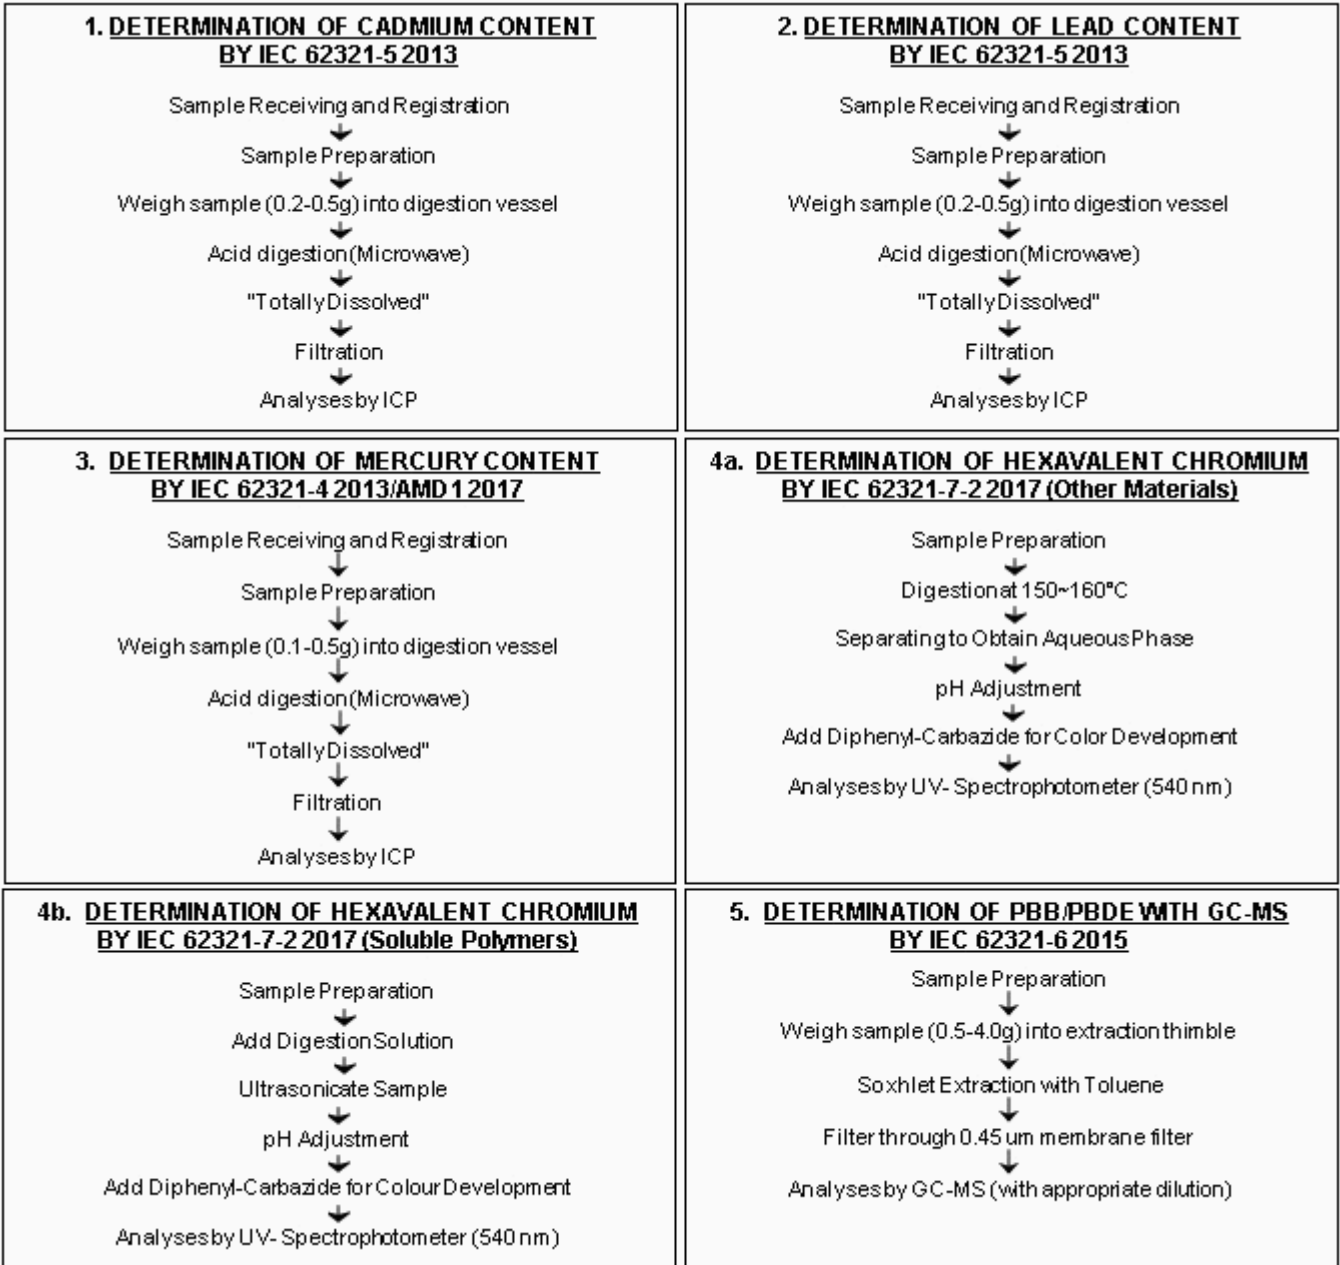 1. DETERMINATION OF CADMIUM CONTENT
BY IEC 62321-5 2013
Sample Receiving and Registration
Sample Preparation
Weigh sample (0.2-0.5g) into digestion vessel
Acid digestion (Microwave)
"Totally Dissolved"
Filtration
Analyses by ICP
2. DETERMINATION OF LEAD CONTENT
BY IEC 62321-5 2013
Sample Receiving and Registration
Sample Preparation
Weigh sample (0.2-0.5g) into digestion vessel
Acid digestion (Microwave)
"Totally Dissolved"
Filtration
Analyses by ICP
3. DETERMINATION OF MERCURY CONTENT
BY IEC 62321-4 2013/AMD1 2017
Sample Receiving and Registration
Sample Preparation
Weigh sample (0.1-0.5g) into digestion vessel
Acid digestion (Microwave)
"Totally Dissolved"
Filtration
Analyses by ICP
4a. DETERMINATION OF HEXAVALENT CHROMIUM
BY IEC 62321-7-2 2017 (Other Materials)
Sample Preparation
Digestion at 150~160°C
Separating to Obtain Aqueous Phase
pH Adjustment
Add Diphenyl-Carbazide for Color Development
Analyses by UV- Spectrophotometer (540 nm)
4b. DETERMINATION OF HEXAVALENT CHROMIUM
BY IEC 62321-7-2 2017 (Soluble Polymers)
Sample Preparation
Add Digestion Solution
Ultrasonicate Sample
pH Adjustment
Add Diphenyl-Carbazide for Colour Development
Analyses by UV- Spectrophotometer (540 nm)
5. DETERMINATION OF PBB/PBDE WITH GC-MS
BY IEC 62321-6 2015
Sample Preparation
Weigh sample (0.5-4.0g) into extraction thimble
Soxhlet Extraction with Toluene
Filter through 0.45 um membrane filter
Analyses by GC-MS (with appropriate dilution)